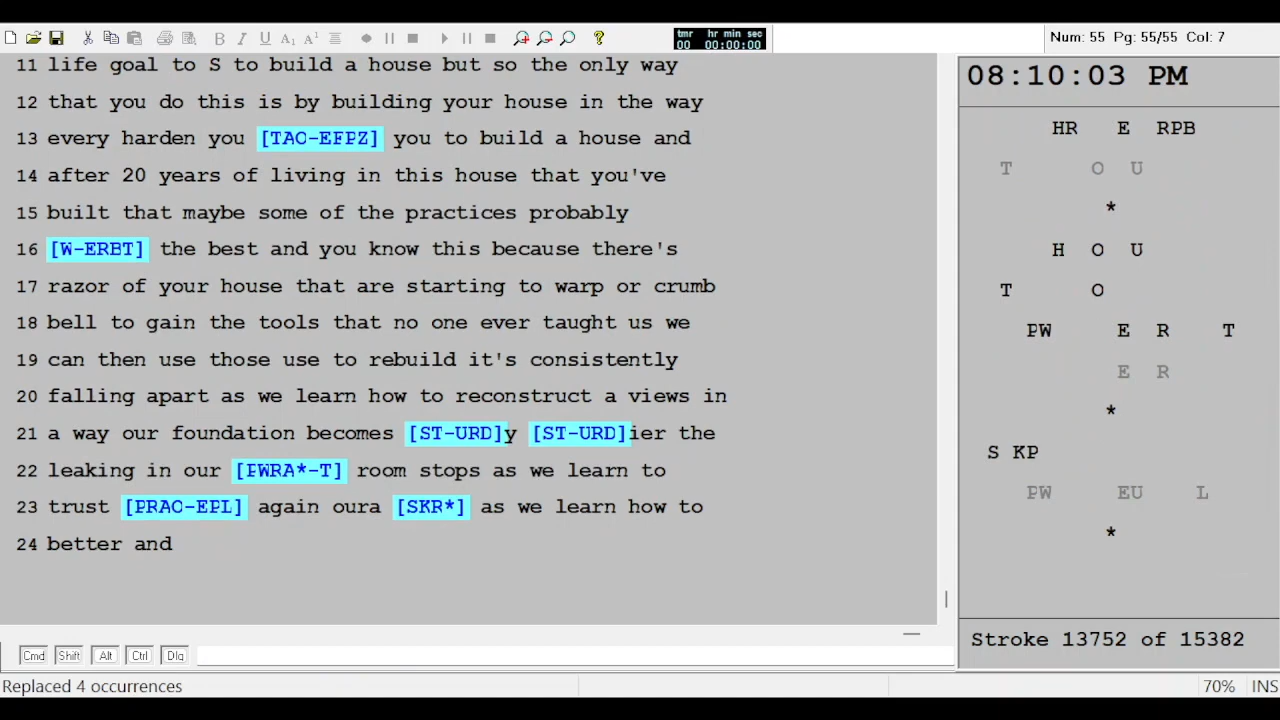 tmr hr min sec
00 00:00:00
Num: 55 Pg: 55/55 Col: 7
11 life goal to S to build a house but so the only way
12 that you do this is by building your house in the way
13 every harden you [TAO-EFPZ] you to build a house and
14 after 20 years of living in this house that you've
15 built that maybe some of the practices probably
16 [W-ERBT] the best and you know this because there's
17 razor of your house that are starting to warp or crumb
18 bell to gain the tools that no one ever taught us we
19 can then use those use to rebuild it's consistently
20 falling apart as we learn how to reconstruct a views in
21 a way our foundation becomes [ST-URD]y [ST-URD]ier the
22 leaking in our [PWRA*-T] room stops as we learn to
23 trust [PRAO-EPL] again oura [SKR*] as we learn how to
24 better and
08:10:03 PM
HR E RPB
T O U
*
H O U
T O
PW E R T
E R
*
S KP
PW EU L
*
Stroke 13752 of 15382
Cmd Shift Alt Ctrl Dlg
Replaced 4 occurrences
70% INS